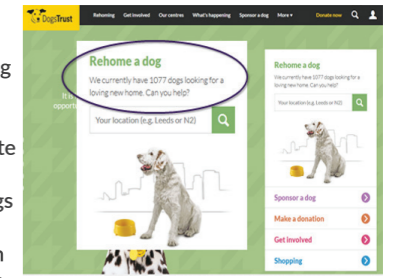 DogsTrust
Rehoming Get involved Our centres What's happening Sponsor a dog More Donate now
Rehome a dog
We currently have 1077 dogs looking for a
loving new home. Can you help?
Your location (e.g. Leeds or N2)
Rehome a dog
We currently have 1077 dogs looking for a
loving new home. Can you help?
Your location (e.g. Leeds or N2)
Sponsor a dog
Make a donation
Get involved
Shopping